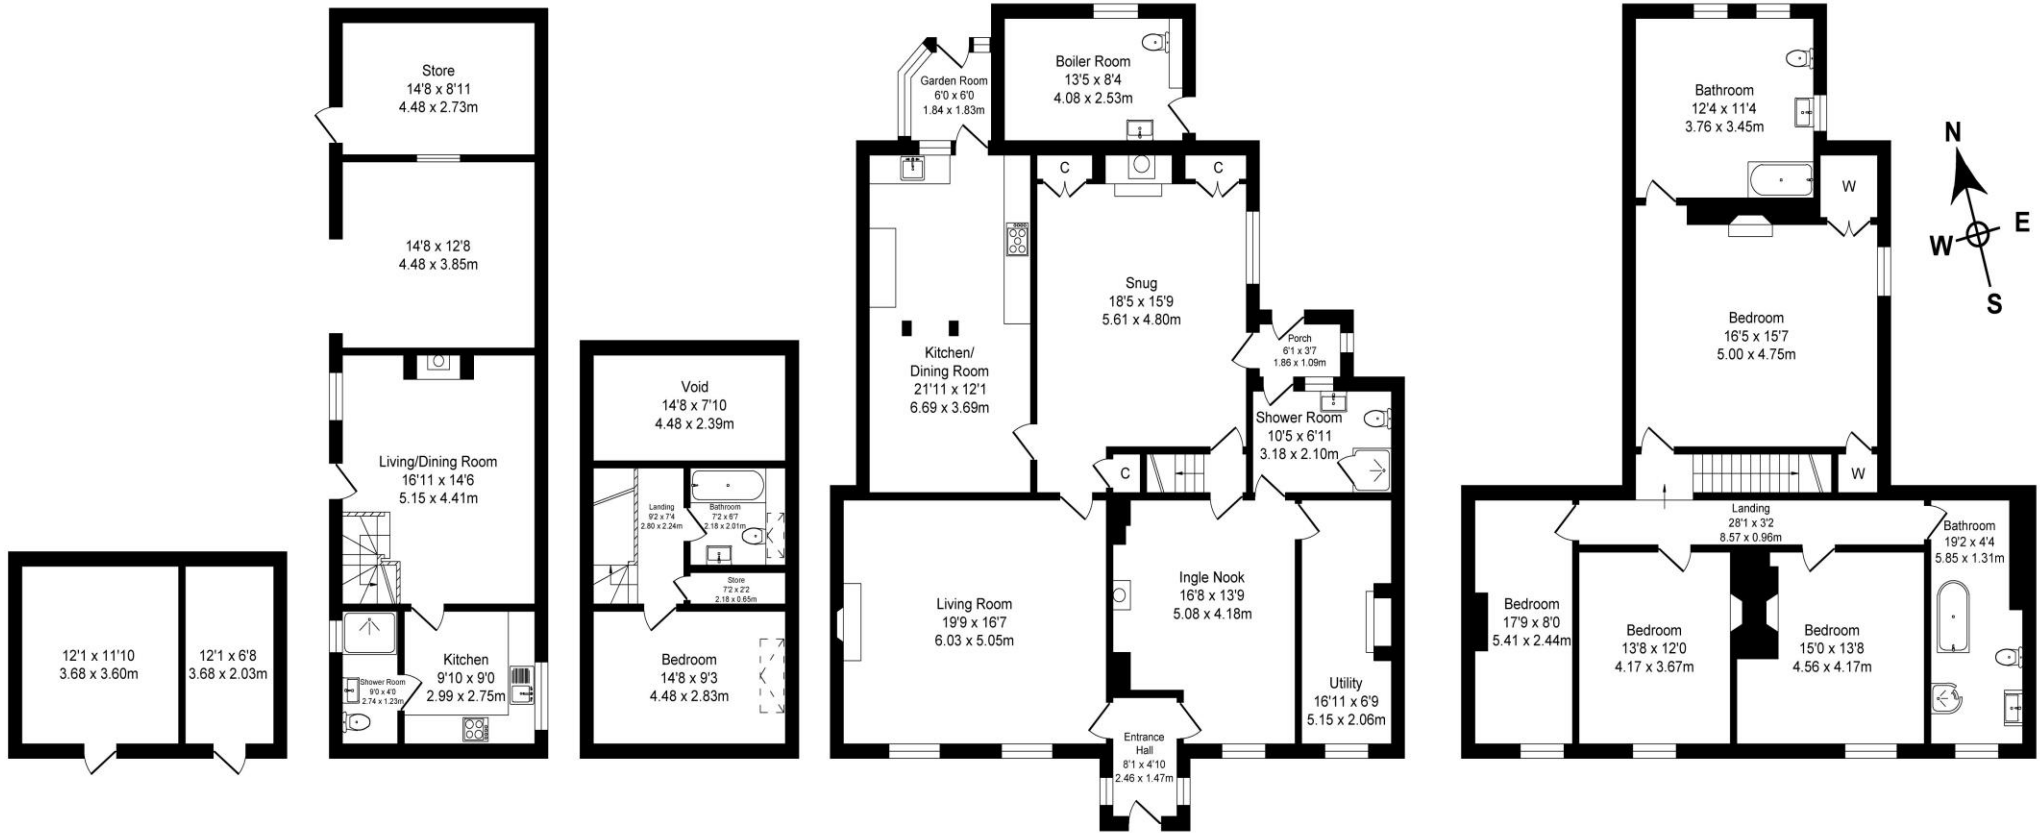 12'1 x 11'10
3.68 x 3.60m
12'1 x 6'8
3.68 x 2.03m
Store
14'8 x 8'11
4.48 x 2.73m
14'8 x 12'8
4.48 x 3.85m
Living/Dining Room
16'11 x 14'6
5.15 x 4.41m
Shower Room
9'0 x 4'0
2.74 x 1.23m
Kitchen
9'10 x 9'0
2.99 x 2.75m
Void
14'8 x 7'10
4.48 x 2.39m
Landing
9'2 x 7'4
2.80 x 2.24m
Bathroom
7'2 x 6'7
2.18 x 2.01m
Store
7'2 x 2'2
2.18 x 0.65m
Bedroom
14'8 x 9'3
4.48 x 2.83m
Garden Room
6'0 x 6'0
1.84 x 1.83m
Boiler Room
13'5 x 8'4
4.08 x 2.53m
C
C
Snug
18'5 x 15'9
5.61 x 4.80m
Kitchen/
Dining Room
21'11 x 12'1
6.69 x 3.69m
Porch
6'1 x 3'7
1.86 x 1.09m
Shower Room
10'5 x 6'11
3.18 x 2.10m
C
Living Room
19'9 x 16'7
6.03 x 5.05m
Ingle Nook
16'8 x 13'9
5.08 x 4.18m
Utility
16'11 x 6'9
5.15 x 2.06m
Entrance
Hall
8'1 x 4'10
2.46 x 1.47m
Bathroom
12'4 x 11'4
3.76 x 3.45m
W
Bedroom
16'5 x 15'7
5.00 x 4.75m
W
Landing
28'1 x 3'2
8.57 x 0.96m
Bathroom
19'2 x 4'4
5.85 x 1.31m
Bedroom
17'9 x 8'0
5.41 x 2.44m
Bedroom
13'8 x 12'0
4.17 x 3.67m
Bedroom
15'0 x 13'8
4.56 x 4.17m
N
E
W
S